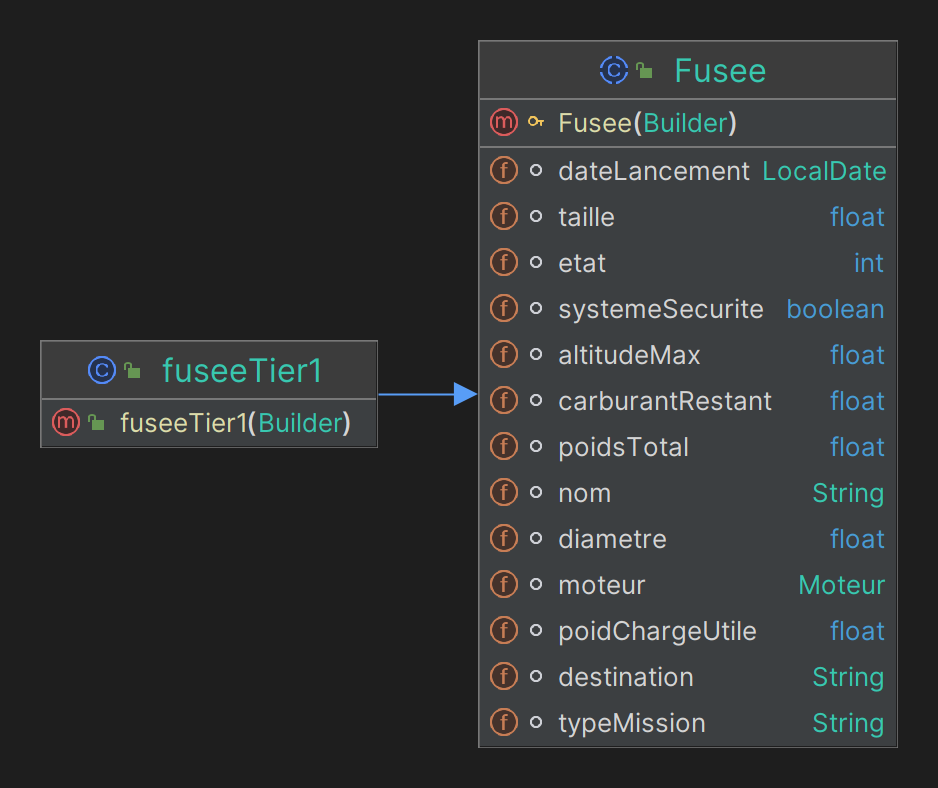 Fusee
Fusee(Builder)
dateLancement LocalDate
taille float
etat int
systemeSecurite boolean
altitudeMax float
carburantRestant float
poidsTotal float
nom String
diametre float
moteur Moteur
poidChargeUtile float
destination String
typeMission String
fuseeTier1
fuseeTier1(Builder)